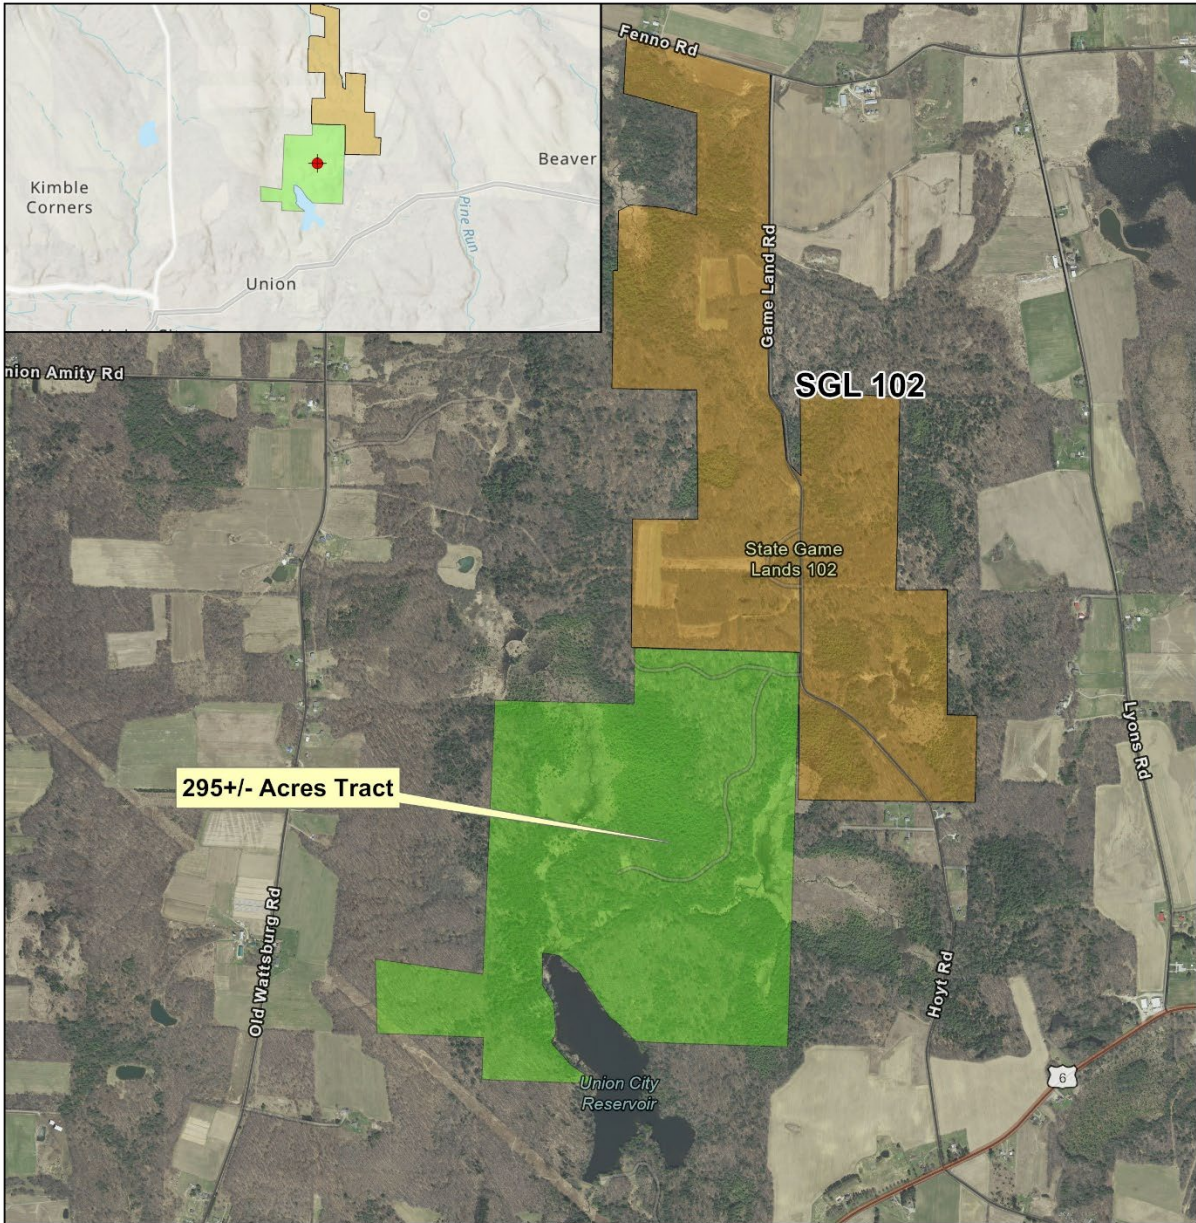 Kimble
Corners
Beaver
Pine Run
Union
Fenno Rd
Game Land Rd
nion Amity Rd
SGL 102
State Game
Lands 102
295+/- Acres Tract
Lyons Rd
Old Wattsburg Rd
Hoyt Rd
6
Union City
Reservoir